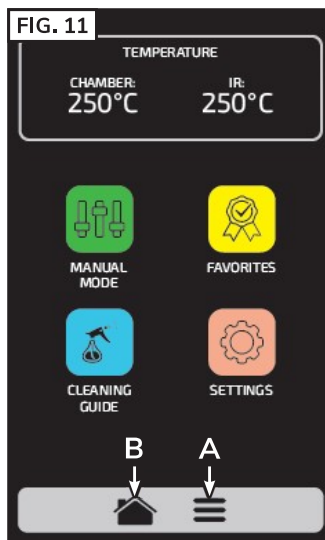 FIG. 11
TEMPERATURE
CHAMBER: IR:
250°C 250°C
MANUAL FAVORITES
MODE
CLEANING SETTINGS
GUIDE
B A